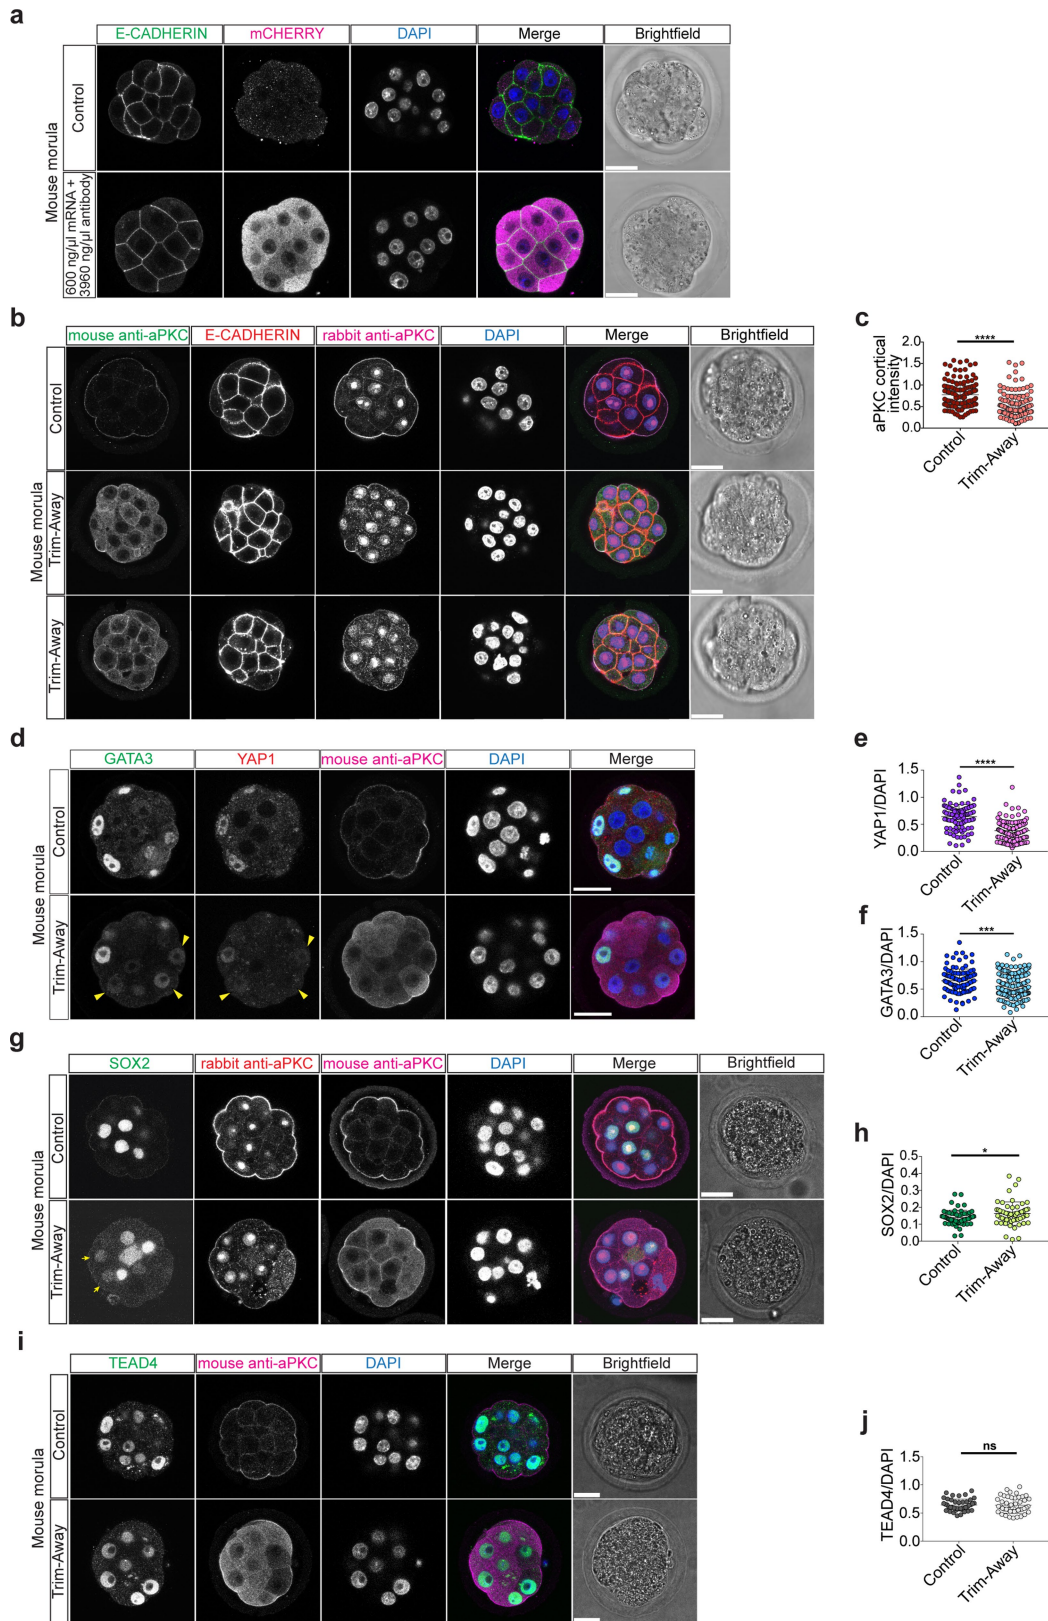 a
E-CADHERIN
mCHERRY
DAPI
Merge
Brightfield
Mouse morula
Control
600 ng/µl mRNA +
3960 ng/µl antibody
b
mouse anti-aPKC
E-CADHERIN
rabbit anti-aPKC
DAPI
Merge
Brightfield
Mouse morula
Control
Trim-Away
Trim-Away
c
aPKC cortical
intensity
2.0
1.5
1.0
0.5
0
****
Control
Trim-Away
d
GATA3
YAP1
mouse anti-aPKC
DAPI
Merge
Mouse morula
Control
Trim-Away
e
YAP1/DAPI
1.5
1.0
0.5
0.0
****
Control
Trim-Away
f
GATA3/DAPI
1.5
1.0
0.5
0.0
***
Control
Trim-Away
g
SOX2
rabbit anti-aPKC
mouse anti-aPKC
DAPI
Merge
Brightfield
Mouse morula
Control
Trim-Away
h
SOX2/DAPI
0.5
0.4
0.3
0.2
0.1
0.0
*
Control
Trim-Away
i
TEAD4
mouse anti-aPKC
DAPI
Merge
Brightfield
Mouse morula
Control
Trim-Away
j
TEAD4/DAPI
1.5
1.0
0.5
0.0
ns
Control
Trim-Away